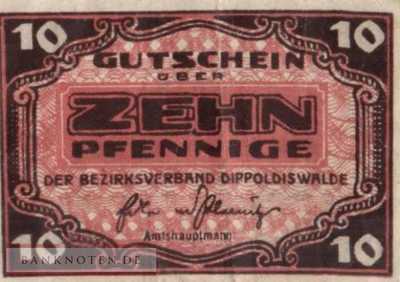 10 10
GUTSCHEIN
ÜBER
ZEHN
PFENNIGE
DER BEZIRKSVERBAND DIPPOLDISWALDE
Amtshauptmann
10 10
BANKNOTEN.DE